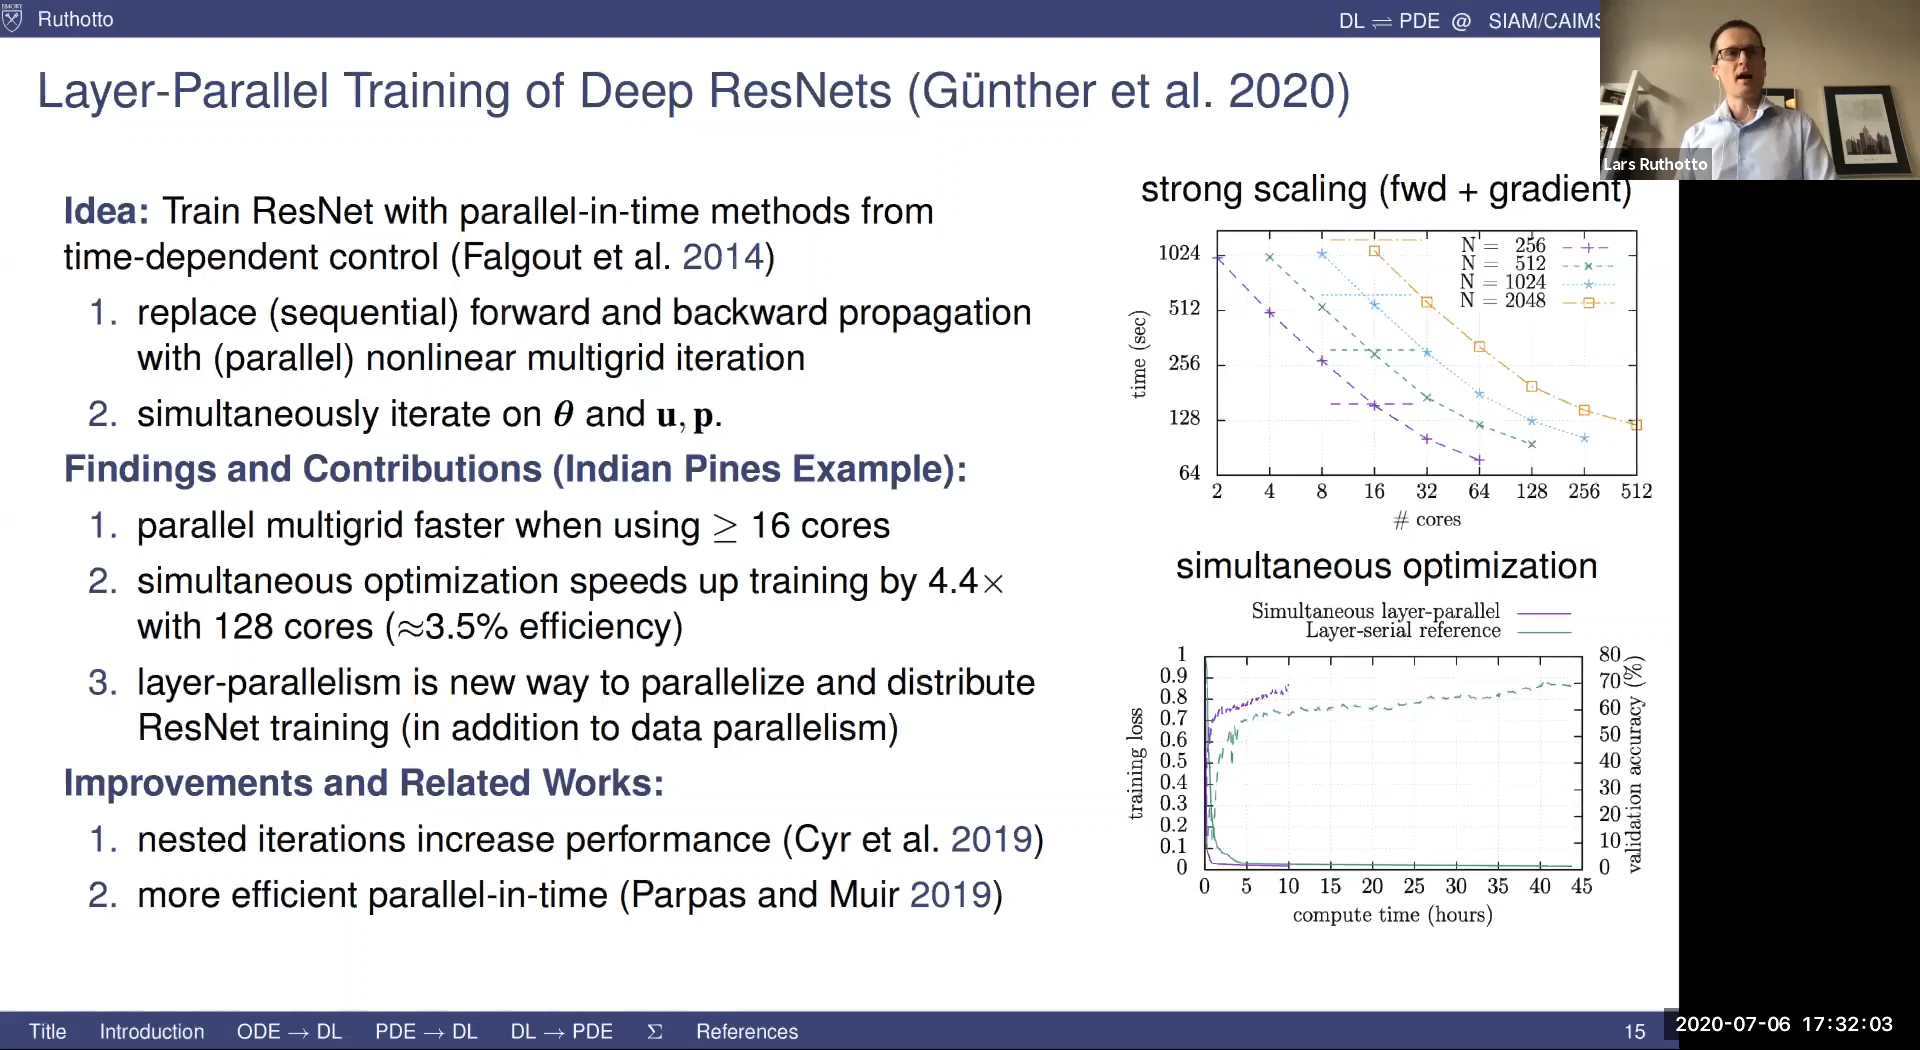 EMORY
Ruthotto
DL ⇌ PDE @ SIAM/CAIMS
Layer-Parallel Training of Deep ResNets (Günther et al. 2020)
Lars Ruthotto
Idea: Train ResNet with parallel-in-time methods from
time-dependent control (Falgout et al. 2014)
1. replace (sequential) forward and backward propagation
with (parallel) nonlinear multigrid iteration
2. simultaneously iterate on θ and u, p.
Findings and Contributions (Indian Pines Example):
1. parallel multigrid faster when using ≥ 16 cores
2. simultaneous optimization speeds up training by 4.4×
with 128 cores (≈3.5% efficiency)
3. layer-parallelism is new way to parallelize and distribute
ResNet training (in addition to data parallelism)
Improvements and Related Works:
1. nested iterations increase performance (Cyr et al. 2019)
2. more efficient parallel-in-time (Parpas and Muir 2019)
strong scaling (fwd + gradient)
N = 256
N = 512
N = 1024
N = 2048
1024
512
256
128
64
time (sec)
2 4 8 16 32 64 128 256 512
# cores
simultaneous optimization
Simultaneous layer-parallel
Layer-serial reference
1
0.9
0.8
0.7
0.6
0.5
0.4
0.3
0.2
0.1
0
training loss
80
70
60
50
40
30
20
10
0
validation accuracy (%)
0 5 10 15 20 25 30 35 40 45
compute time (hours)
Title Introduction ODE → DL PDE → DL DL → PDE Σ References
15
2020-07-06 17:32:03